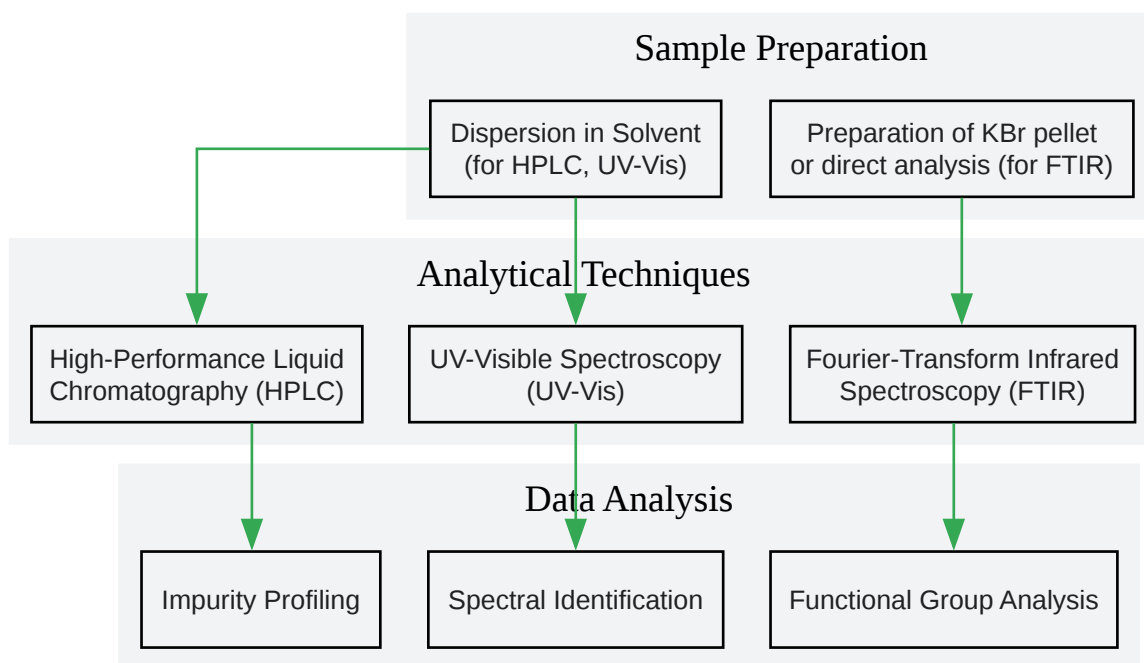 Sample Preparation
Dispersion in Solvent
(for HPLC, UV-Vis)
Preparation of KBr pellet
or direct analysis (for FTIR)
Analytical Techniques
High-Performance Liquid
Chromatography (HPLC)
UV-Visible Spectroscopy
(UV-Vis)
Fourier-Transform Infrared
Spectroscopy (FTIR)
Data Analysis
Impurity Profiling
Spectral Identification
Functional Group Analysis